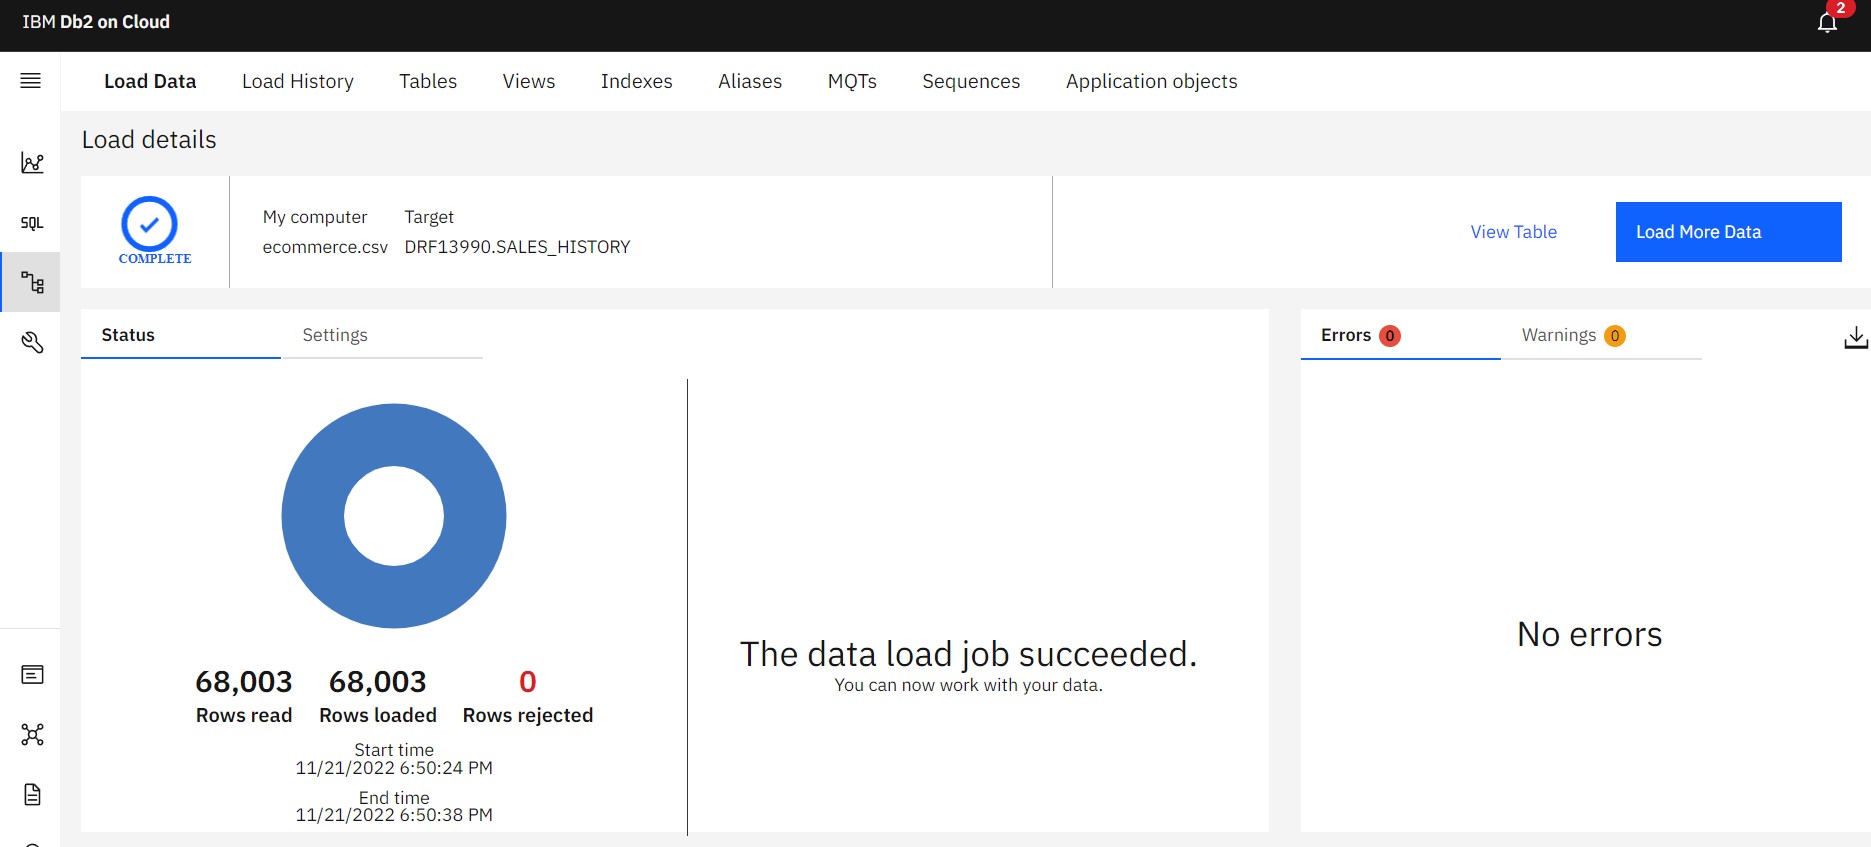 IBM Db2 on Cloud
2
Load Data Load History Tables Views Indexes Aliases MQTs Sequences Application objects
Load details
COMPLETE
My computer Target
ecommerce.csv DRF13990.SALES_HISTORY
View Table
Load More Data
SQL
Status Settings
Errors 0 Warnings 0
68,003 68,003 0
Rows read Rows loaded Rows rejected
Start time
11/21/2022 6:50:24 PM
End time
11/21/2022 6:50:38 PM
The data load job succeeded.
You can now work with your data.
No errors